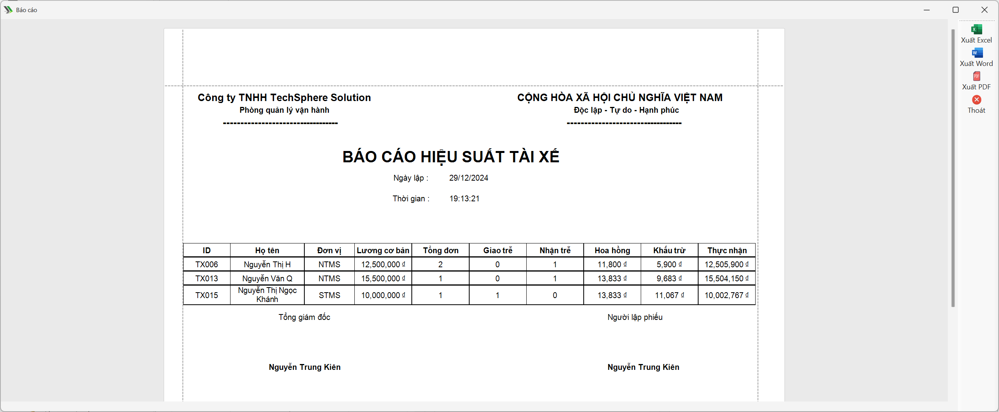 Báo cáo
Xuất Excel
Xuất Word
Xuất PDF
Thoát
Công ty TNHH TechSphere Solution
Phòng quản lý vận hành
---------------------------------
CỘNG HÒA XÃ HỘI CHỦ NGHĨA VIỆT NAM
Độc lập - Tự do - Hạnh phúc
---------------------------------
BÁO CÁO HIỆU SUẤT TÀI XẾ
Ngày lập : 29/12/2024
Thời gian : 19:13:21
ID Họ tên Đơn vị Lương cơ bản Tổng đơn Giao trễ Nhận trễ Hoa hồng Khấu trừ Thực nhận
TX006 Nguyễn Thị H NTMS 12,500,000 ₫ 2 0 1 11,800 ₫ 5,900 ₫ 12,505,900 ₫
TX013 Nguyễn Văn Q NTMS 15,500,000 ₫ 1 0 1 13,833 ₫ 9,683 ₫ 15,504,150 ₫
TX015 Nguyễn Thị Ngọc Khánh STMS 10,000,000 ₫ 1 1 0 13,833 ₫ 11,067 ₫ 10,002,767 ₫
Tổng giám đốc Người lập phiếu
Nguyễn Trung Kiên Nguyễn Trung Kiên